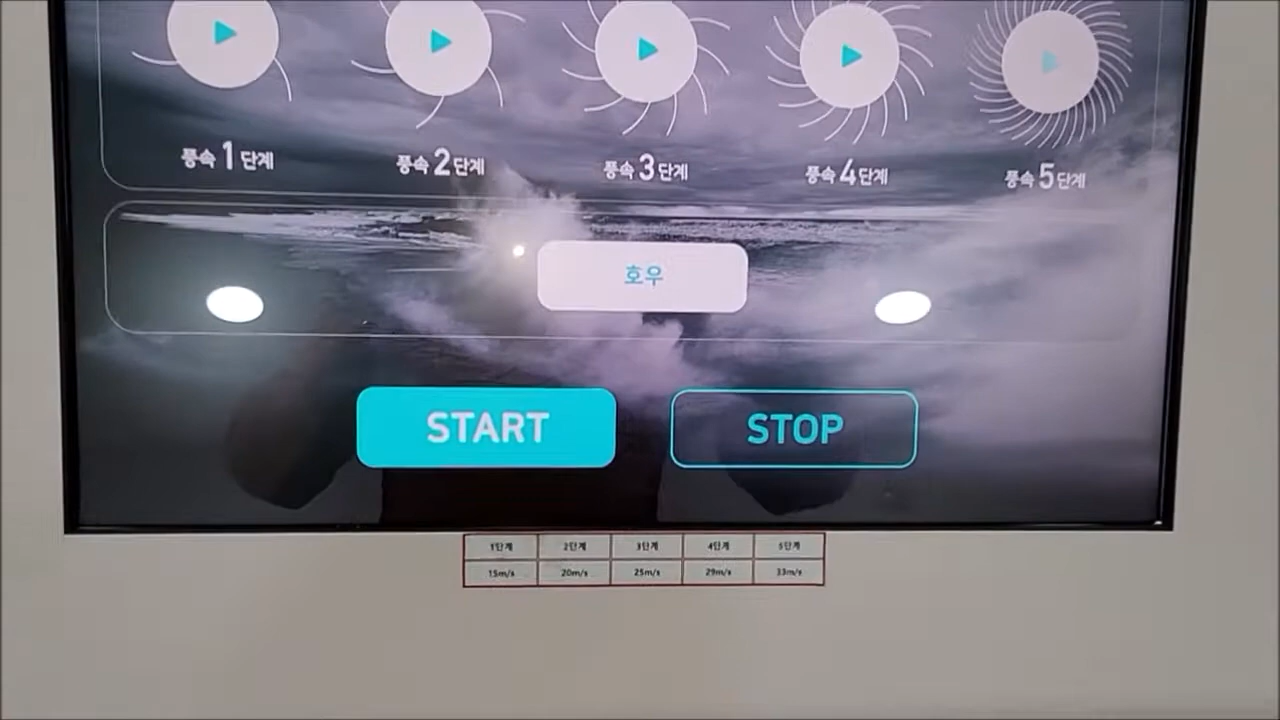 풍속 1 단계 풍속 2 단계 풍속 3 단계 풍속 4 단계 풍속 5 단계
호우
START STOP
1단계 2단계 3단계 4단계 5단계
15m/s 20m/s 25m/s 29m/s 33m/s